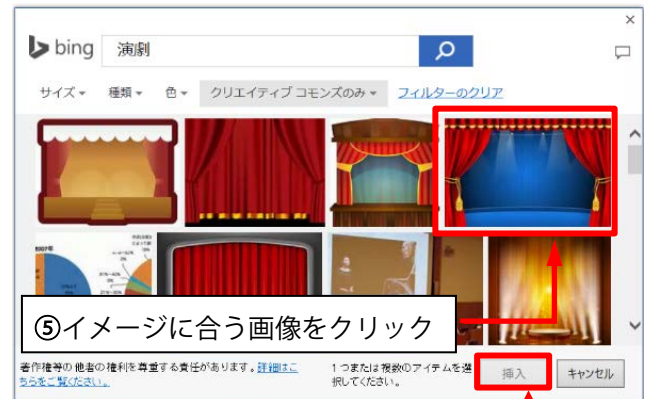 ×
bing 演劇
サイズ 種類 色 クリエイティブ コモンズのみ フィルターのクリア
2007年
⑤イメージに合う画像をクリック
著作権等の他者の権利を尊重する責任があります。詳細はこ
ちらをご覧ください。
1つまたは複数のアイテムを選
択してください。
挿入 キャンセル